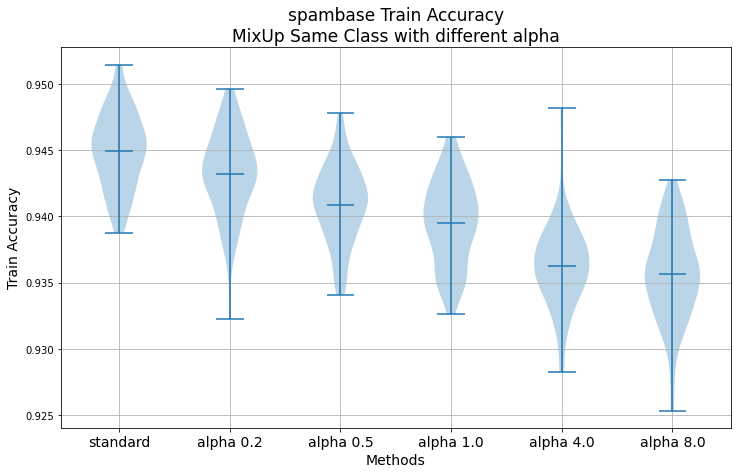 spambase Train Accuracy
MixUp Same Class with different alpha
Train Accuracy
0.950
0.945
0.940
0.935
0.930
0.925
standard
alpha 0.2
alpha 0.5
alpha 1.0
alpha 4.0
alpha 8.0
Methods